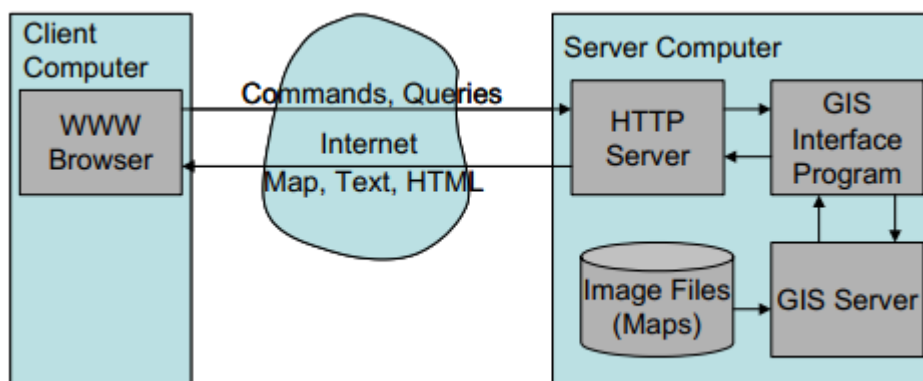 Client
Computer
WWW
Browser
Commands, Queries
Internet
Map, Text, HTML
Server Computer
HTTP
Server
GIS
Interface
Program
Image Files
(Maps)
GIS Server